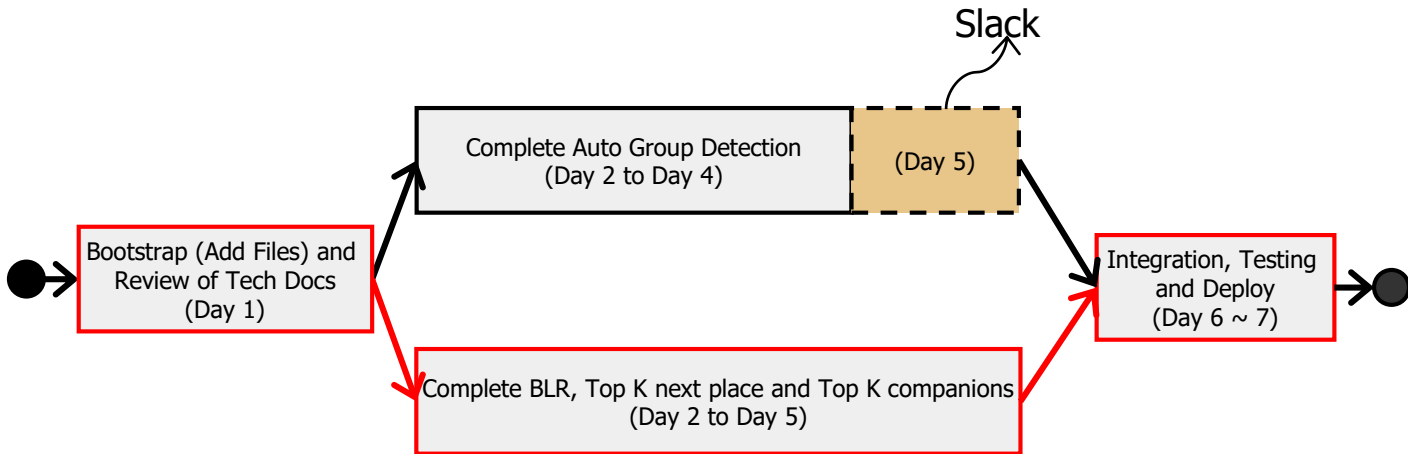 Slack
Complete Auto Group Detection
(Day 2 to Day 4)
(Day 5)
Bootstrap (Add Files) and
Review of Tech Docs
(Day 1)
Integration, Testing
and Deploy
(Day 6 ~ 7)
Complete BLR, Top K next place and Top K companions
(Day 2 to Day 5)